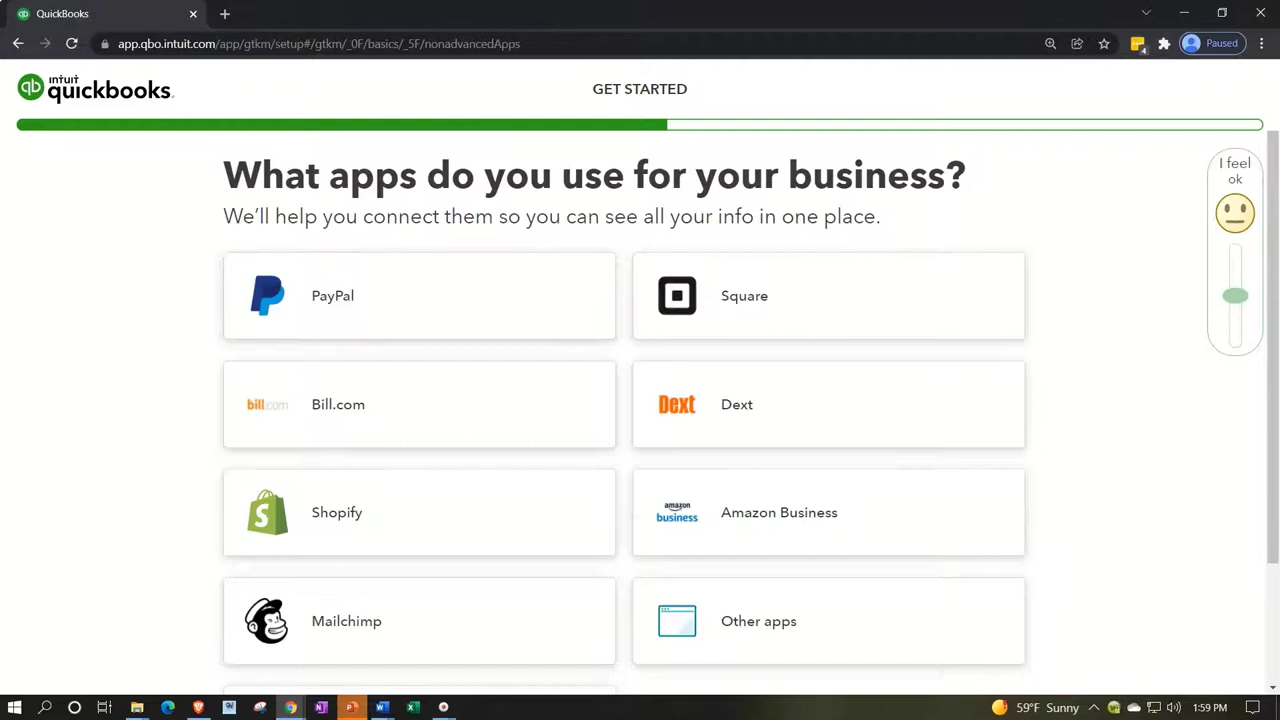 QuickBooks
app.qbo.intuit.com/app/gtkm/setup#/gtkm/_0F/basics/_5F/nonadvancedApps
4
Paused
intuit
qb quickbooks.
GET STARTED
What apps do you use for your business?
We'll help you connect them so you can see all your info in one place.
I feel
ok
PayPal
Square
bill.com Bill.com
Dext Dext
S Shopify
amazon
business
Amazon Business
Mailchimp
Other apps
59°F Sunny
1:59 PM